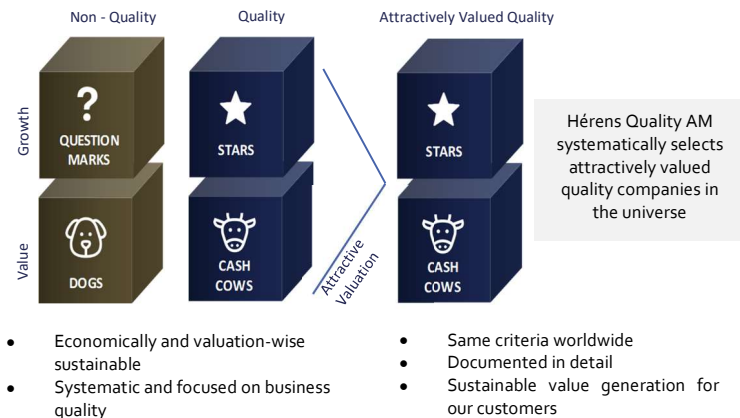 Non - Quality
Quality
Attractively Valued Quality
Growth
?
QUESTION
MARKS
STARS
STARS
Value
DOGS
CASH
COWS
Attractive
Valuation
CASH
COWS
Hérens Quality AM
systematically selects
attractively valued
quality companies in
the universe
• Economically and valuation-wise
sustainable
• Systematic and focused on business
quality
• Same criteria worldwide
• Documented in detail
• Sustainable value generation for
our customers